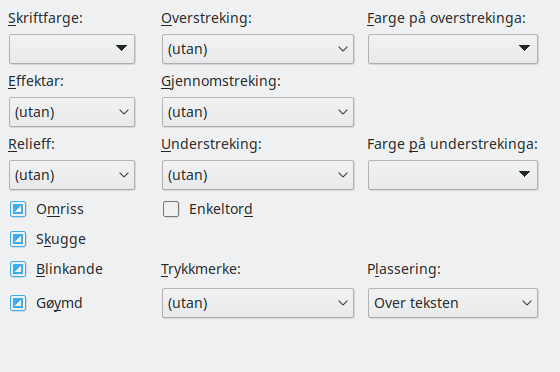 Skriftfarge: Overstreking: Farge på overstrekinga:
(utan)
Effektar: Gjennomstreking:
(utan) (utan)
Relieff: Understreking: Farge på understrekinga:
(utan) (utan)
Omriss Enkeltord
Skugge
Blinkande Trykkmerke: Plassering:
Gøymd (utan) Over teksten